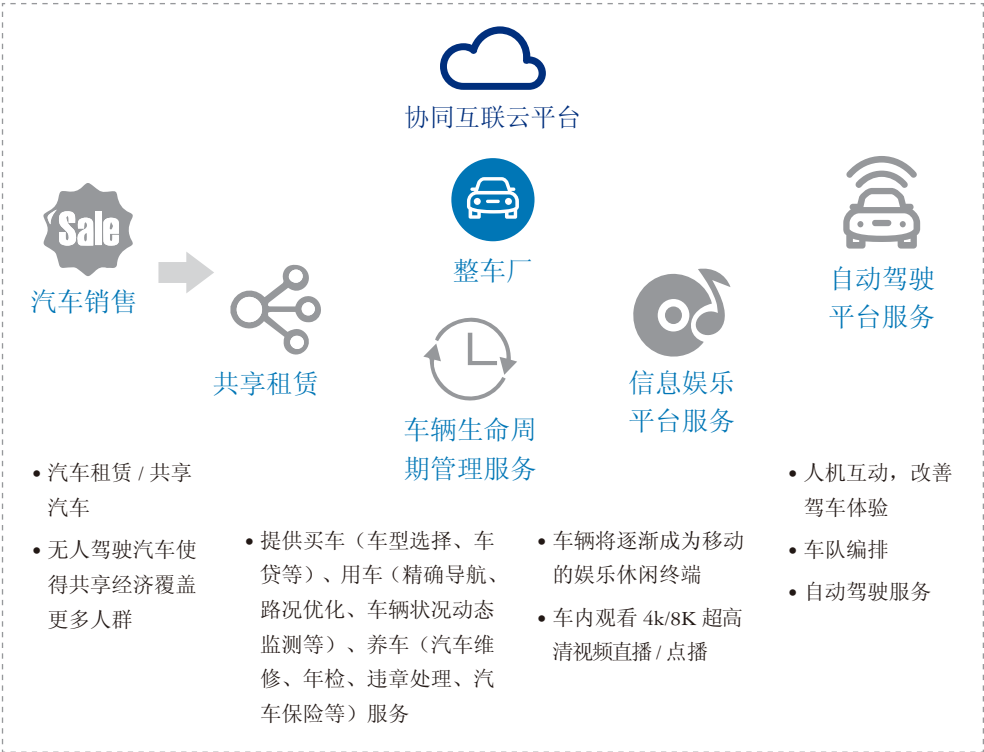 协同互联云平台
整车厂
Sale
汽车销售
共享租赁
车辆生命周
期管理服务
信息娱乐
平台服务
自动驾驶
平台服务
• 汽车租赁 / 共享
汽车
• 无人驾驶汽车使
得共享经济覆盖
更多人群
• 提供买车（车型选择、车
贷等）、用车（精确导航、
路况优化、车辆状况动态
监测等）、养车（汽车维
修、年检、违章处理、汽
车保险等）服务
• 车辆将逐渐成为移动
的娱乐休闲终端
• 车内观看 4k/8K 超高
清视频直播 / 点播
• 人机互动，改善
驾车体验
• 车队编排
• 自动驾驶服务